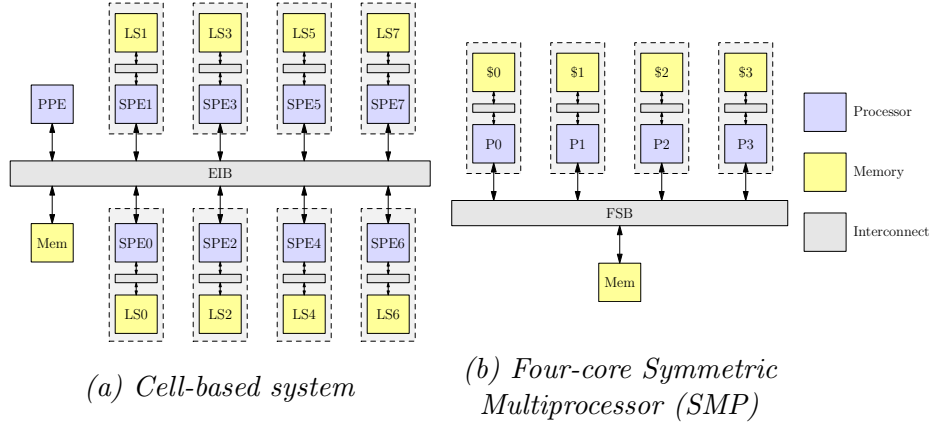 LS1 LS3 LS5 LS7
PPE SPE1 SPE3 SPE5 SPE7
EIB
Mem SPE0 SPE2 SPE4 SPE6
LS0 LS2 LS4 LS6
(a) Cell-based system
$0 $1 $2 $3
P0 P1 P2 P3
FSB
Mem
(b) Four-core Symmetric
Multiprocessor (SMP)
Processor
Memory
Interconnect